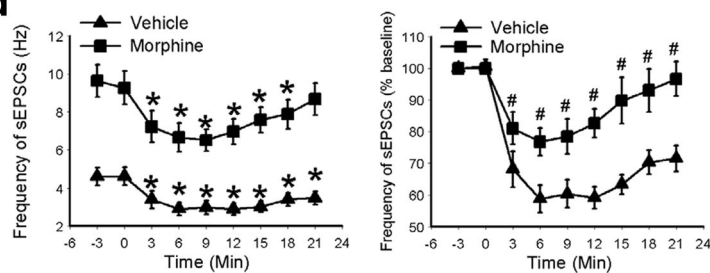 d
Vehicle
Morphine
Frequency of sEPSCs (Hz)
12
10
8
6
4
2
* * * * * *
* * * * * * *
-6 -3 0 3 6 9 12 15 18 21 24
Time (Min)
Vehicle
Morphine
Frequency of sEPSCs (% baseline)
110
100
90
80
70
60
50
# # # # # # #
-6 -3 0 3 6 9 12 15 18 21 24
Time (Min)